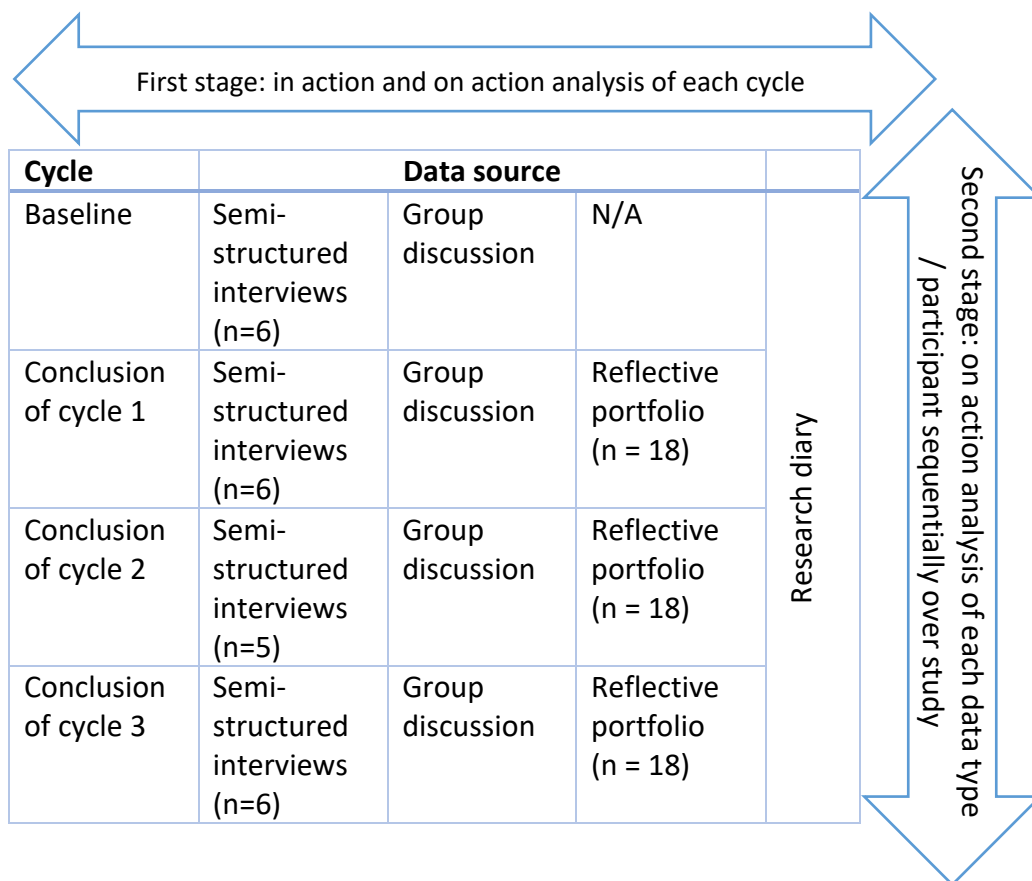 First stage: in action and on action analysis of each cycle
Cycle
Data source
Baseline
Semi-
structured
interviews
(n=6)
Group
discussion
N/A
Conclusion
of cycle 1
Semi-
structured
interviews
(n=6)
Group
discussion
Reflective
portfolio
(n = 18)
Conclusion
of cycle 2
Semi-
structured
interviews
(n=5)
Group
discussion
Reflective
portfolio
(n = 18)
Conclusion
of cycle 3
Semi-
structured
interviews
(n=6)
Group
discussion
Reflective
portfolio
(n = 18)
Research diary
Second stage: on action analysis of each data type
/ participant sequentially over study